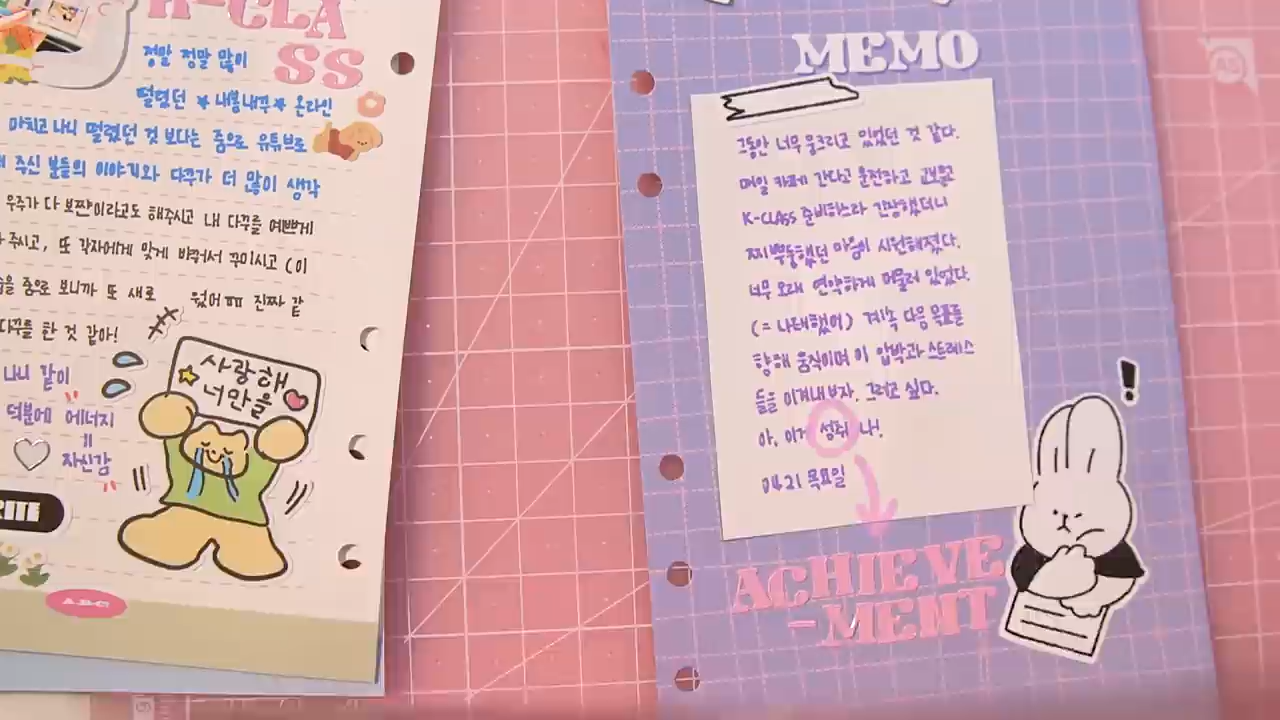 K-CLA
SS
정말 정말 많이
떨렸던 ★내봄내꾸★ 온라인
마치고 나니 떨렸던 것 보다는 줌으로 유튜브로
주신 분들의 이야기와 다꾸가 더 많이 생각
우주가 다 보짠이라고도 해주시고 내 다꾸를 예쁘게
주시고, 또 각자에게 맞게 바꿔서 꾸미시고 (이
을 줌으로 보니까 또 새로 웠어ㅠㅠ 진짜 같
다꾸를 한 것 같아!
나니 같이
덕분에 에너지
=
자신감
사랑해
너만을
ABC
MEMO
그동안 너무 웅크리고 있었던 것 같다.
매일 카페 간다고 운전하고
K-CLASS 준비하느라 긴장했더니
찌뿌둥했던 마음이 시원해졌다.
너무 오래 연약하게 머물러 있었다.
(= 나태했어) 계속 다음 목표를
향해 움직이며 이 압박과 스트레스
들을 이겨내보자. 그러고 싶다.
아, 이거 성취 나!
04.21 목요일
ACHIEVE
-MENT
!